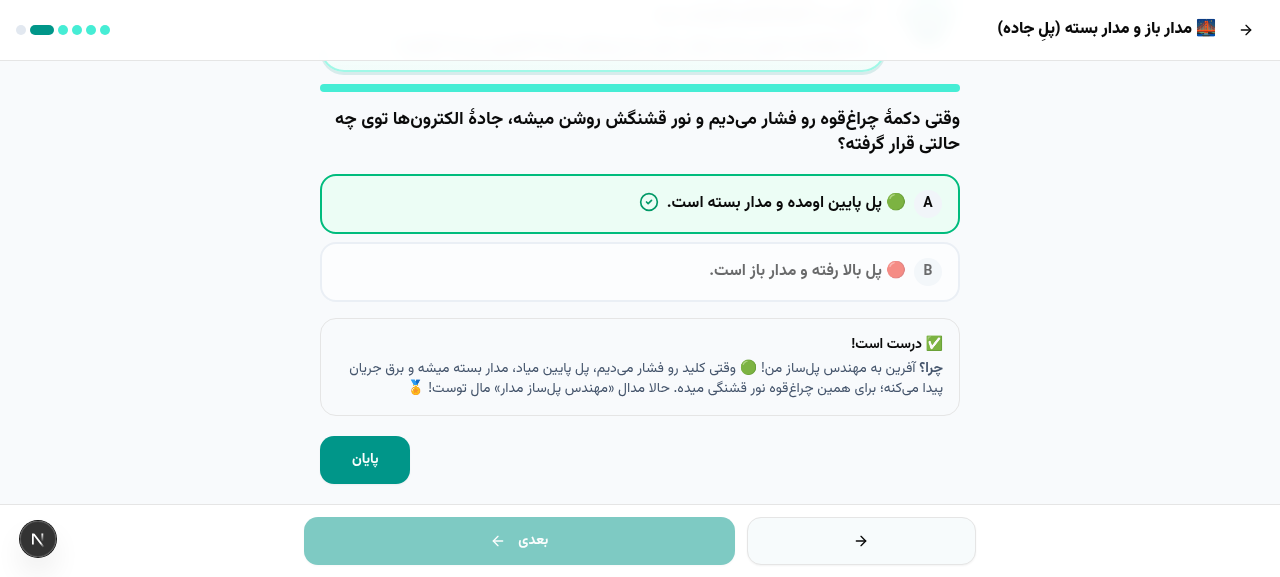 🌉 مدار باز و مدار بسته (پلِ جاده)
وقتی دکمهٔ چراغ‌قوه رو فشار می‌دیم و نور قشنگش روشن میشه، جادهٔ الکترون‌ها توی چه
حالتی قرار گرفته؟
A 🟢 پل پایین اومده و مدار بسته است.
B 🔴 پل بالا رفته و مدار باز است.
✅ درست است!
چرا؟ آفرین به مهندس پل‌ساز من! 🟢 وقتی کلید رو فشار می‌دیم، پل پایین میاد، مدار بسته میشه و برق جریان
پیدا می‌کنه؛ برای همین چراغ‌قوه نور قشنگی میده. حالا مدال «مهندس پل‌ساز مدار» مال توست! 🏅
پایان
بعدی
N